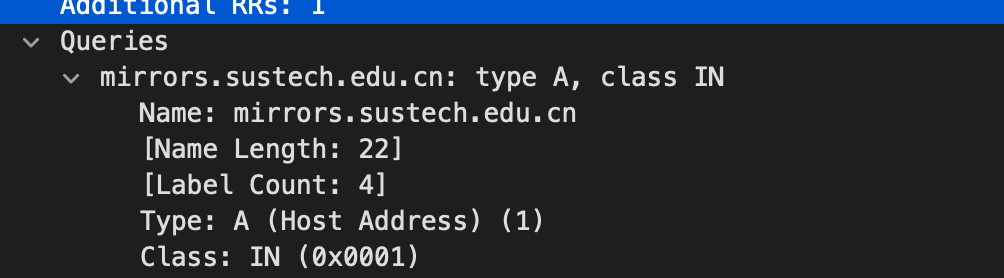 Additional RRs: 1
Queries
mirrors.sustech.edu.cn: type A, class IN
Name: mirrors.sustech.edu.cn
[Name Length: 22]
[Label Count: 4]
Type: A (Host Address) (1)
Class: IN (0x0001)